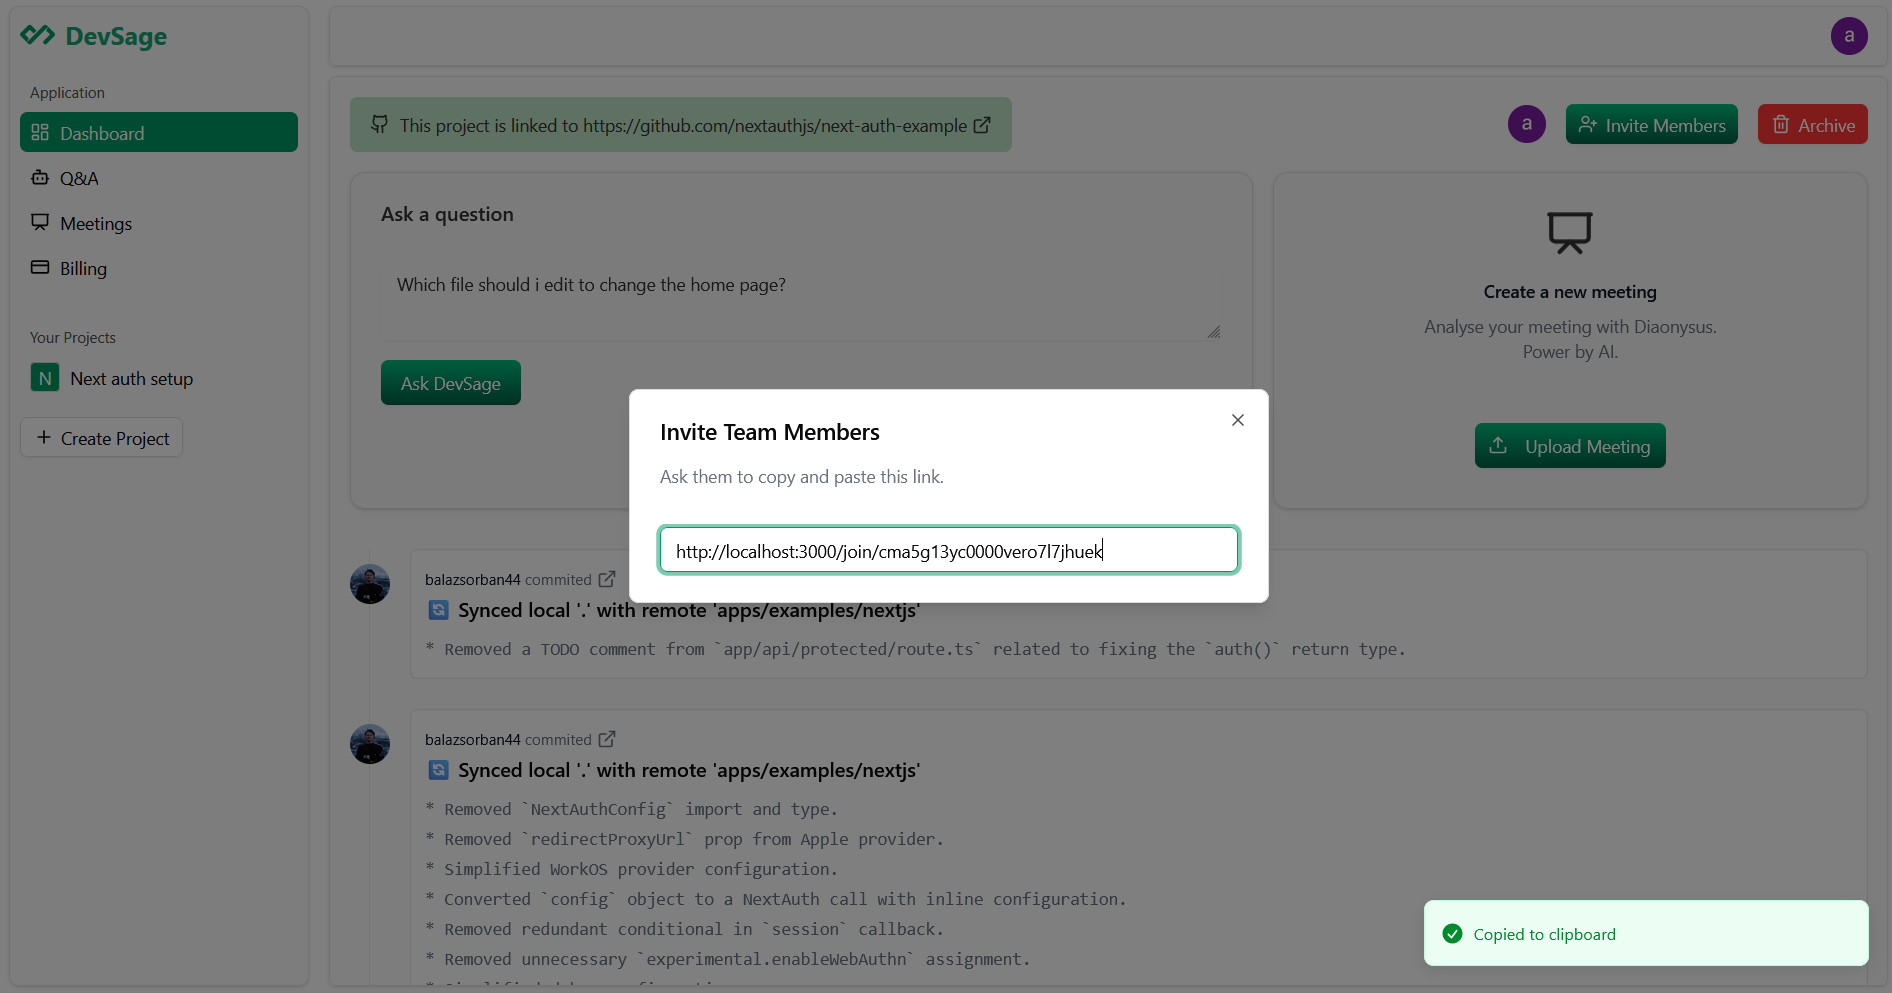 DevSage
a
Application
Dashboard
Q&A
Meetings
Billing
Your Projects
N Next auth setup
Create Project
This project is linked to https://github.com/nextauthjs/next-auth-example
a
Invite Members
Archive
Ask a question
Which file should i edit to change the home page?
Ask DevSage
Create a new meeting
Analyse your meeting with Diaonysus.
Power by AI.
Upload Meeting
Invite Team Members
Ask them to copy and paste this link.
http://localhost:3000/join/cma5g13yc0000vero7l7jhuek
balazsorban44 commited
Synced local '.' with remote 'apps/examples/nextjs'
* Removed a TODO comment from `app/api/protected/route.ts` related to fixing the `auth()` return type.
balazsorban44 commited
Synced local '.' with remote 'apps/examples/nextjs'
* Removed `NextAuthConfig` import and type.
* Removed `redirectProxyUrl` prop from Apple provider.
* Simplified WorkOS provider configuration.
* Converted `config` object to a NextAuth call with inline configuration.
* Removed redundant conditional in `session` callback.
* Removed unnecessary `experimental.enableWebAuthn` assignment.
Copied to clipboard